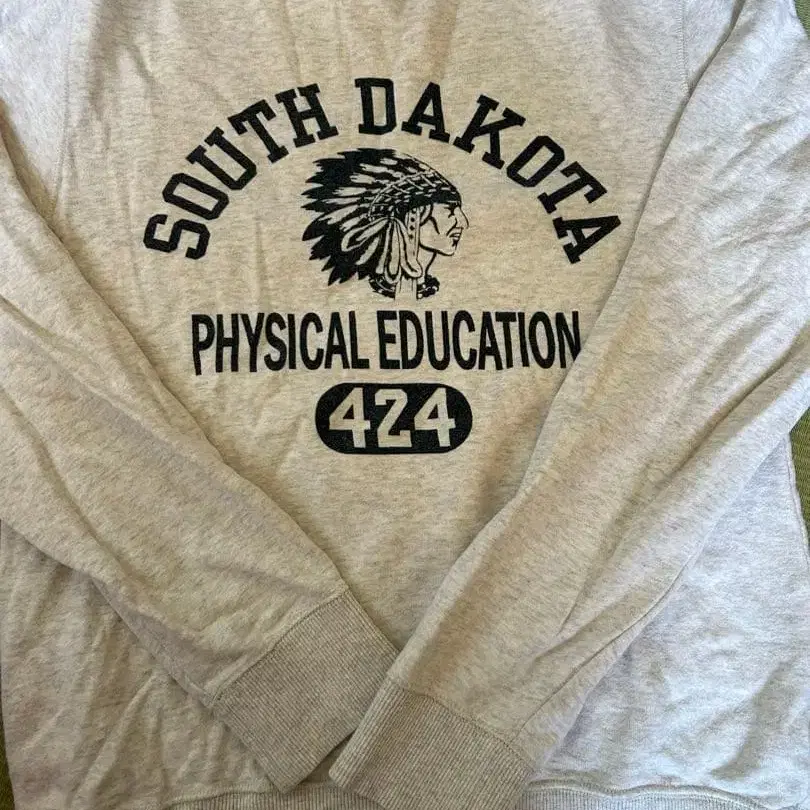 SOUTH DAKOTA
PHYSICAL EDUCATION
424